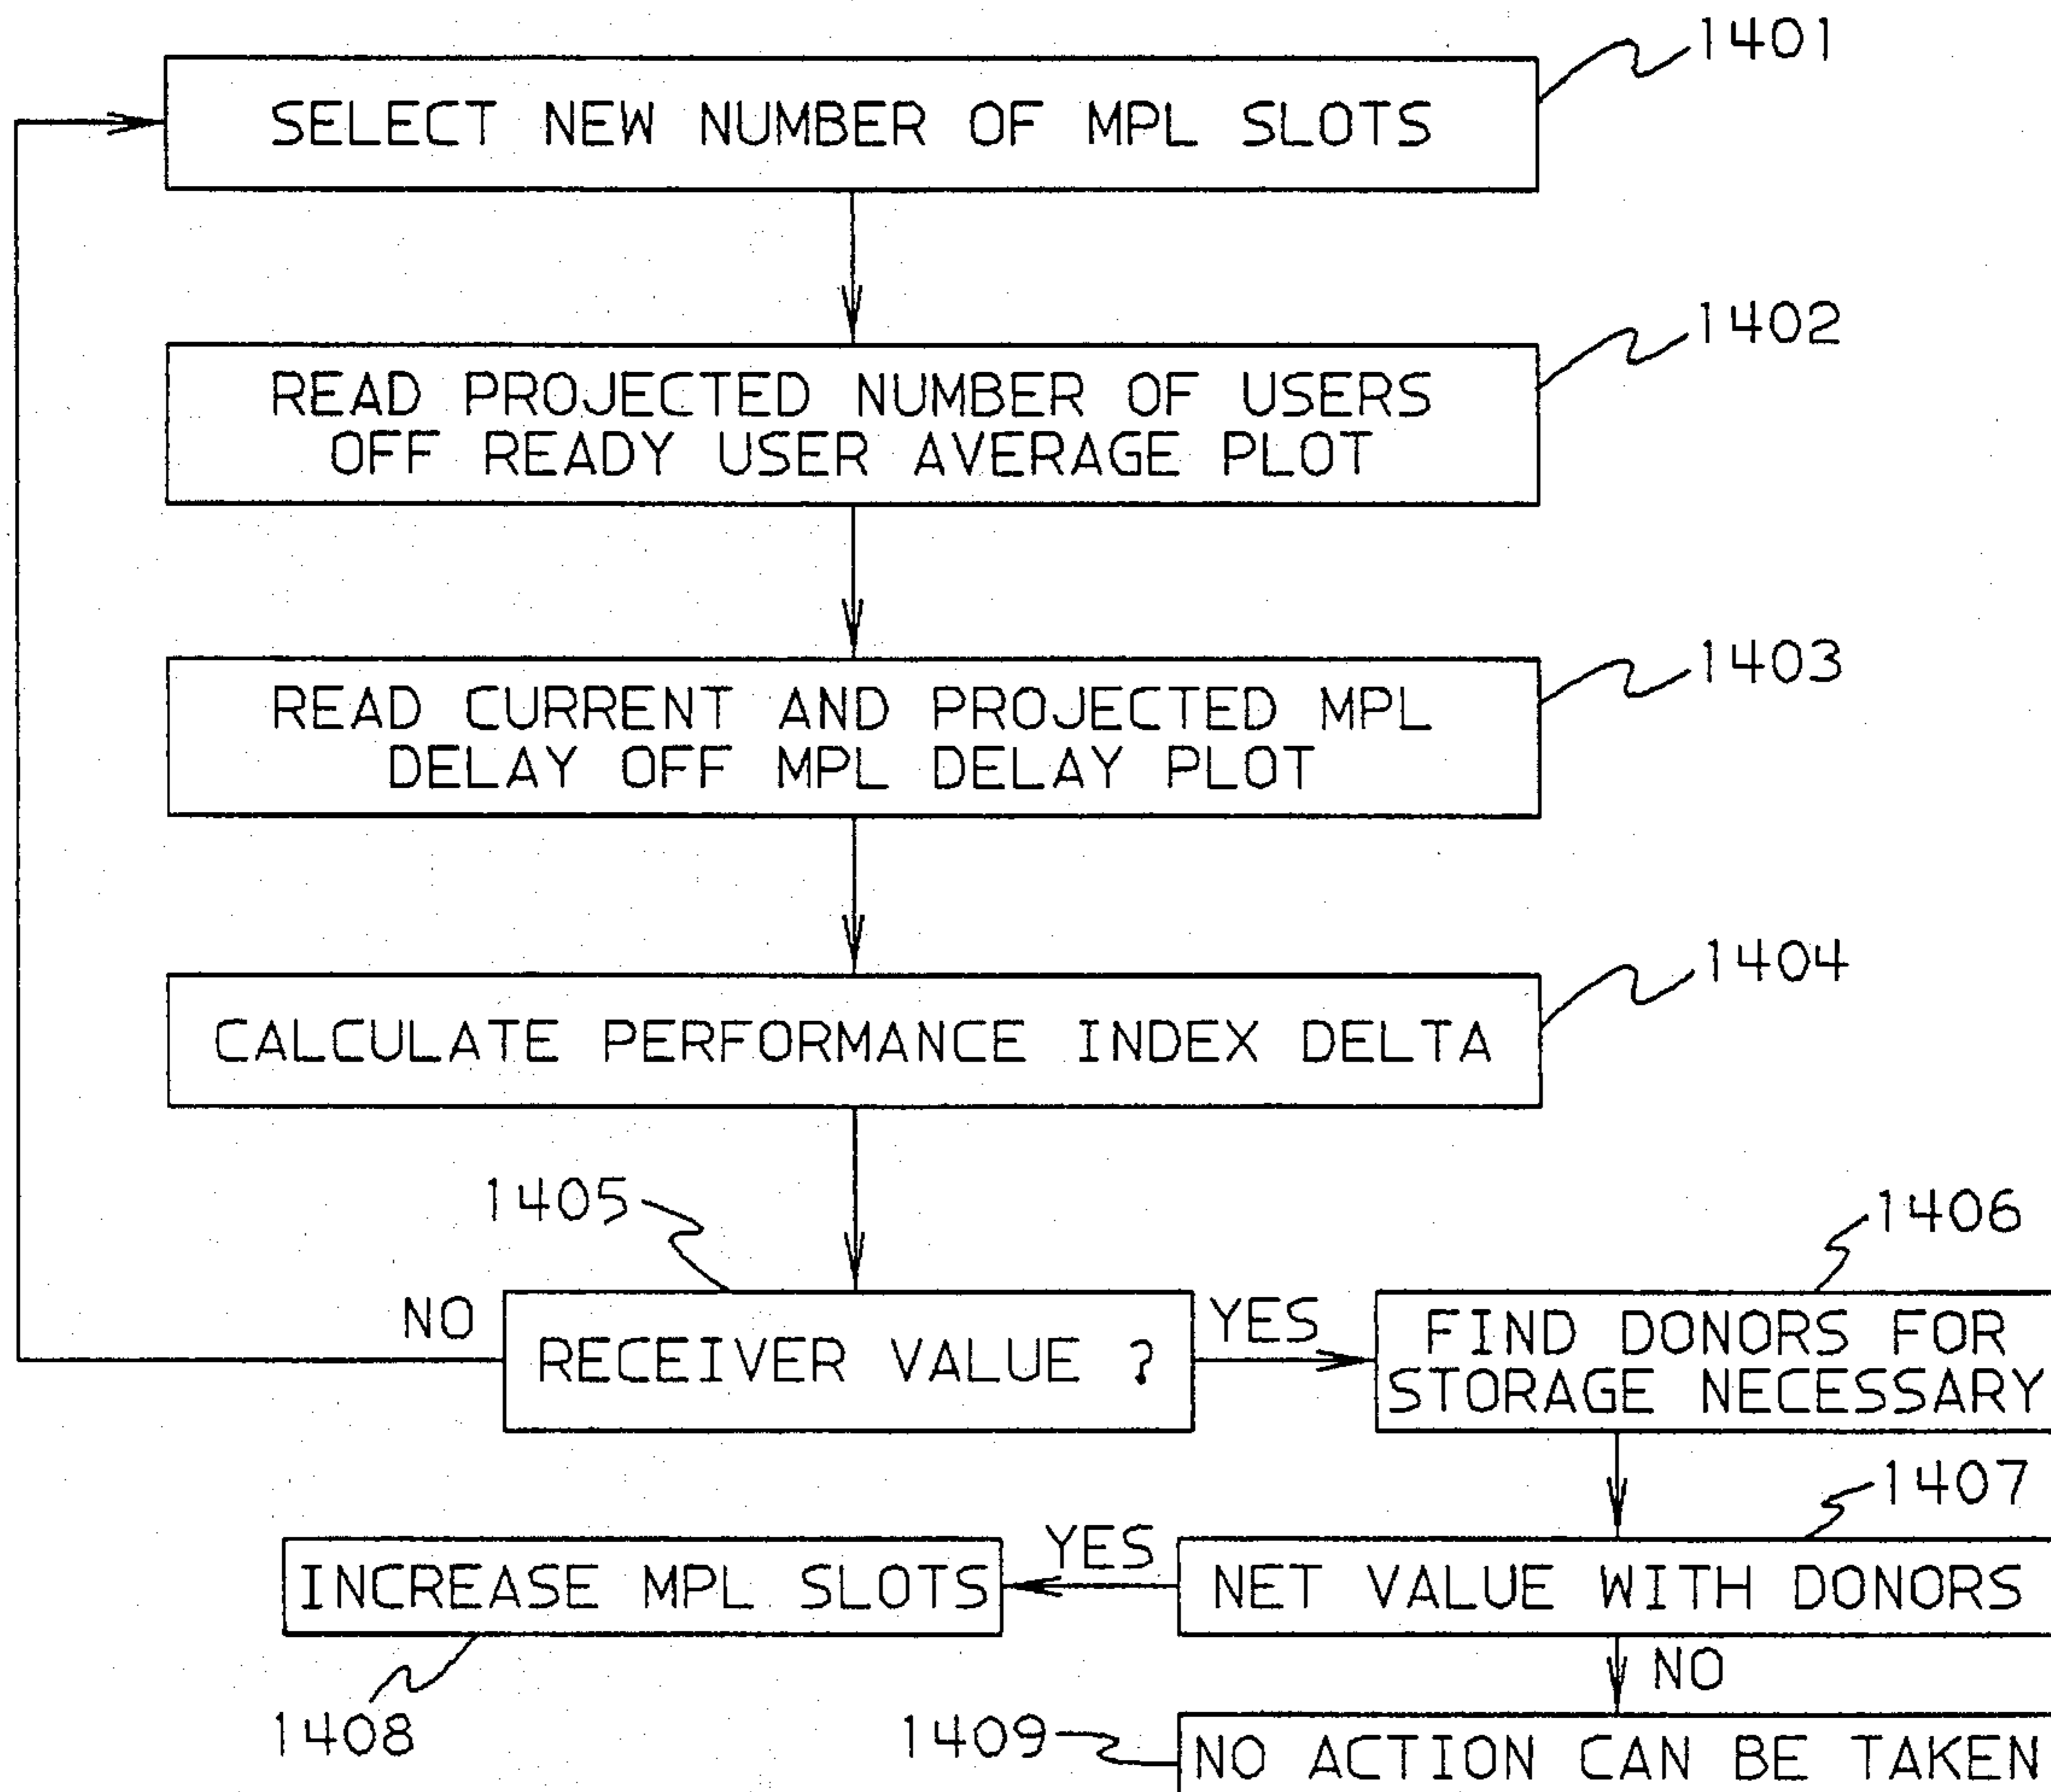 1401
SELECT NEW NUMBER OF MPL SLOTS
1402
READ PROJECTED NUMBER OF USERS
OFF READY USER AVERAGE PLOT
1403
READ CURRENT AND PROJECTED MPL
DELAY OFF MPL DELAY PLOT
1404
CALCULATE PERFORMANCE INDEX DELTA
1405
1406
NO
RECEIVER VALUE ?
YES
FIND DONORS FOR
STORAGE NECESSARY
1407
INCREASE MPL SLOTS
YES
NET VALUE WITH DONORS
NO
1408
1409
NO ACTION CAN BE TAKEN